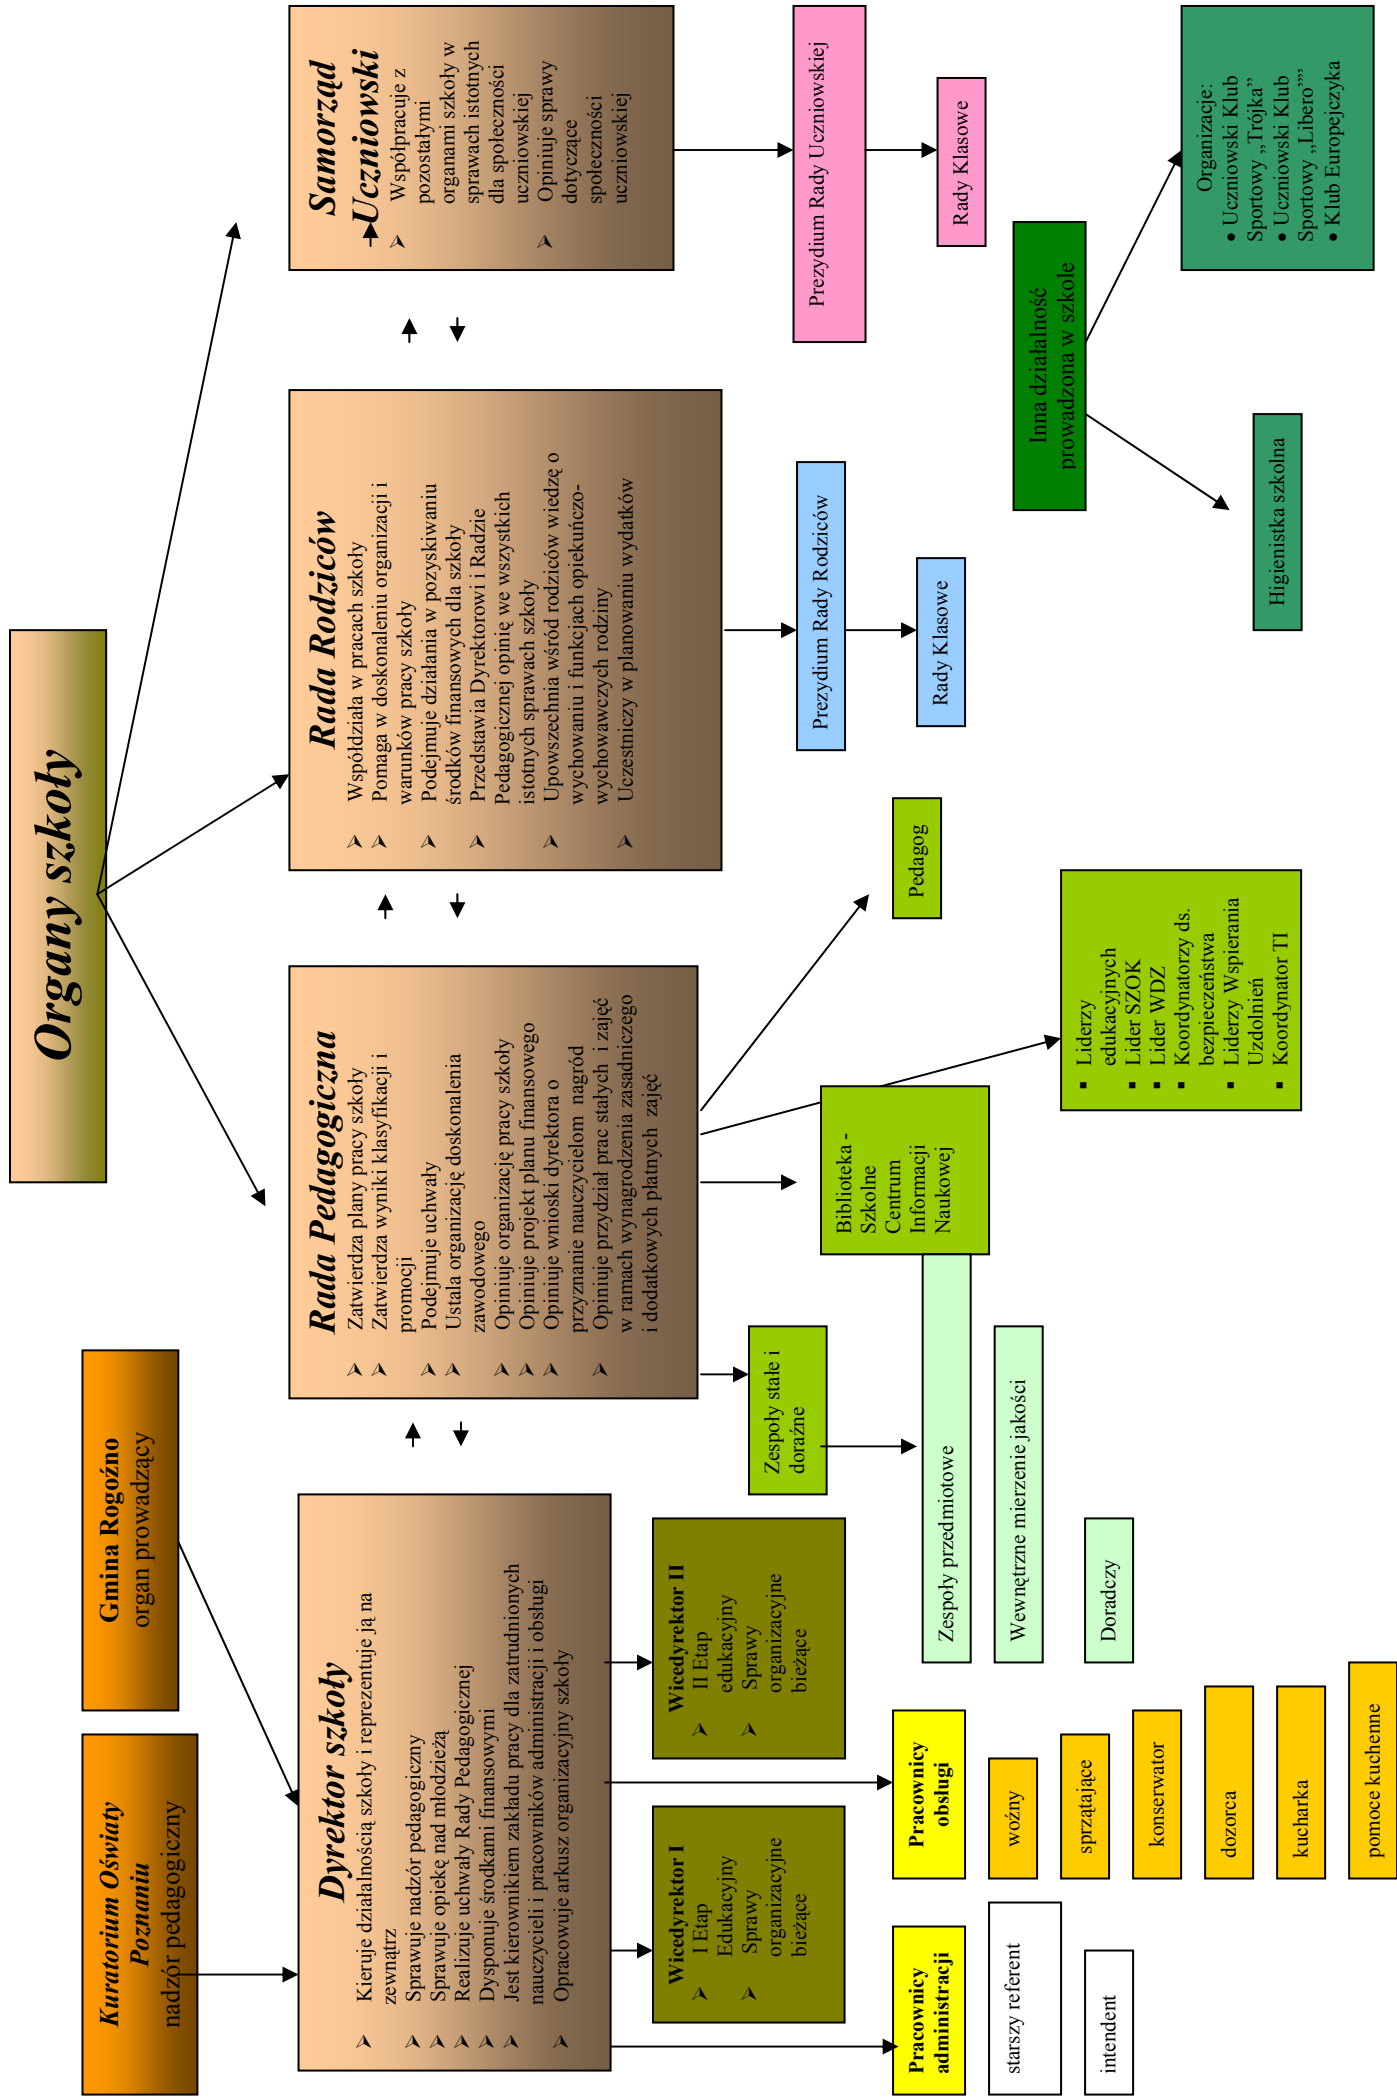 Organy szkoły
Kuratorium Oświaty
Poznaniu
nadzór pedagogiczny
Gmina Rogoźno
organ prowadzący
Dyrektor szkoły
➢ Kieruje działalnością szkoły i reprezentuje ją na
zewnątrz
➢ Sprawuje nadzór pedagogiczny
➢ Sprawuje opiekę nad młodzieżą
➢ Realizuje uchwały Rady Pedagogicznej
➢ Dysponuje środkami finansowymi
➢ Jest kierownikiem zakładu pracy dla zatrudnionych
nauczycieli i pracowników administracji i obsługi
➢ Opracowuje arkusz organizacyjny szkoły
Rada Pedagogiczna
➢ Zatwierdza plany pracy szkoły
➢ Zatwierdza wyniki klasyfikacji i
promocji
➢ Podejmuje uchwały
➢ Ustala organizację doskonalenia
zawodowego
➢ Opiniuje organizację pracy szkoły
➢ Opiniuje projekt planu finansowego
➢ Opiniuje wnioski dyrektora o
przyznanie nauczycielom nagród
➢ Opiniuje przydział prac stałych i zajęć
w ramach wynagrodzenia zasadniczego
i dodatkowych płatnych zajęć
Rada Rodziców
➢ Współdziała w pracach szkoły
➢ Pomaga w doskonaleniu organizacji i
warunków pracy szkoły
➢ Podejmuje działania w pozyskiwaniu
środków finansowych dla szkoły
➢ Przedstawia Dyrektorowi i Radzie
Pedagogicznej opinię we wszystkich
istotnych sprawach szkoły
➢ Upowszechnia wśród rodziców wiedzę o
wychowaniu i funkcjach opiekuńczo-
wychowawczych rodziny
➢ Uczestniczy w planowaniu wydatków
Samorząd
Uczniowski
➢ Współpracuje z
pozostałymi
organami szkoły w
sprawach istotnych
dla społeczności
uczniowskiej
➢ Opiniuje sprawy
dotyczące
społeczności
uczniowskiej
Wicedyrektor I
➢ I Etap
Edukacyjny
➢ Sprawy
organizacyjne
bieżące
Wicedyrektor II
➢ II Etap
edukacyjny
➢ Sprawy
organizacyjne
bieżące
Pracownicy
administracji
starszy referent
intendent
Pracownicy
obsługi
woźny
sprzątające
konserwator
dozorca
kucharka
pomoce kuchenne
Zespoły stałe i
doraźne
Zespoły przedmiotowe
Wewnętrzne mierzenie jakości
Doradczy
Biblioteka -
Szkolne
Centrum
Informacji
Naukowej
▪ Liderzy
edukacyjnych
▪ Lider SZOK
▪ Lider WDZ
▪ Koordynatorzy ds.
bezpieczeństwa
▪ Liderzy Wspierania
Uzdolnień
▪ Koordynator TI
Pedagog
Prezydium Rady Rodziców
Rady Klasowe
Prezydium Rady Uczniowskiej
Rady Klasowe
Inna działalność
prowadzona w szkole
Higienistka szkolna
Organizacje:
• Uczniowski Klub
Sportowy „Trójka”
• Uczniowski Klub
Sportowy „Libero””
• Klub Europejczyka